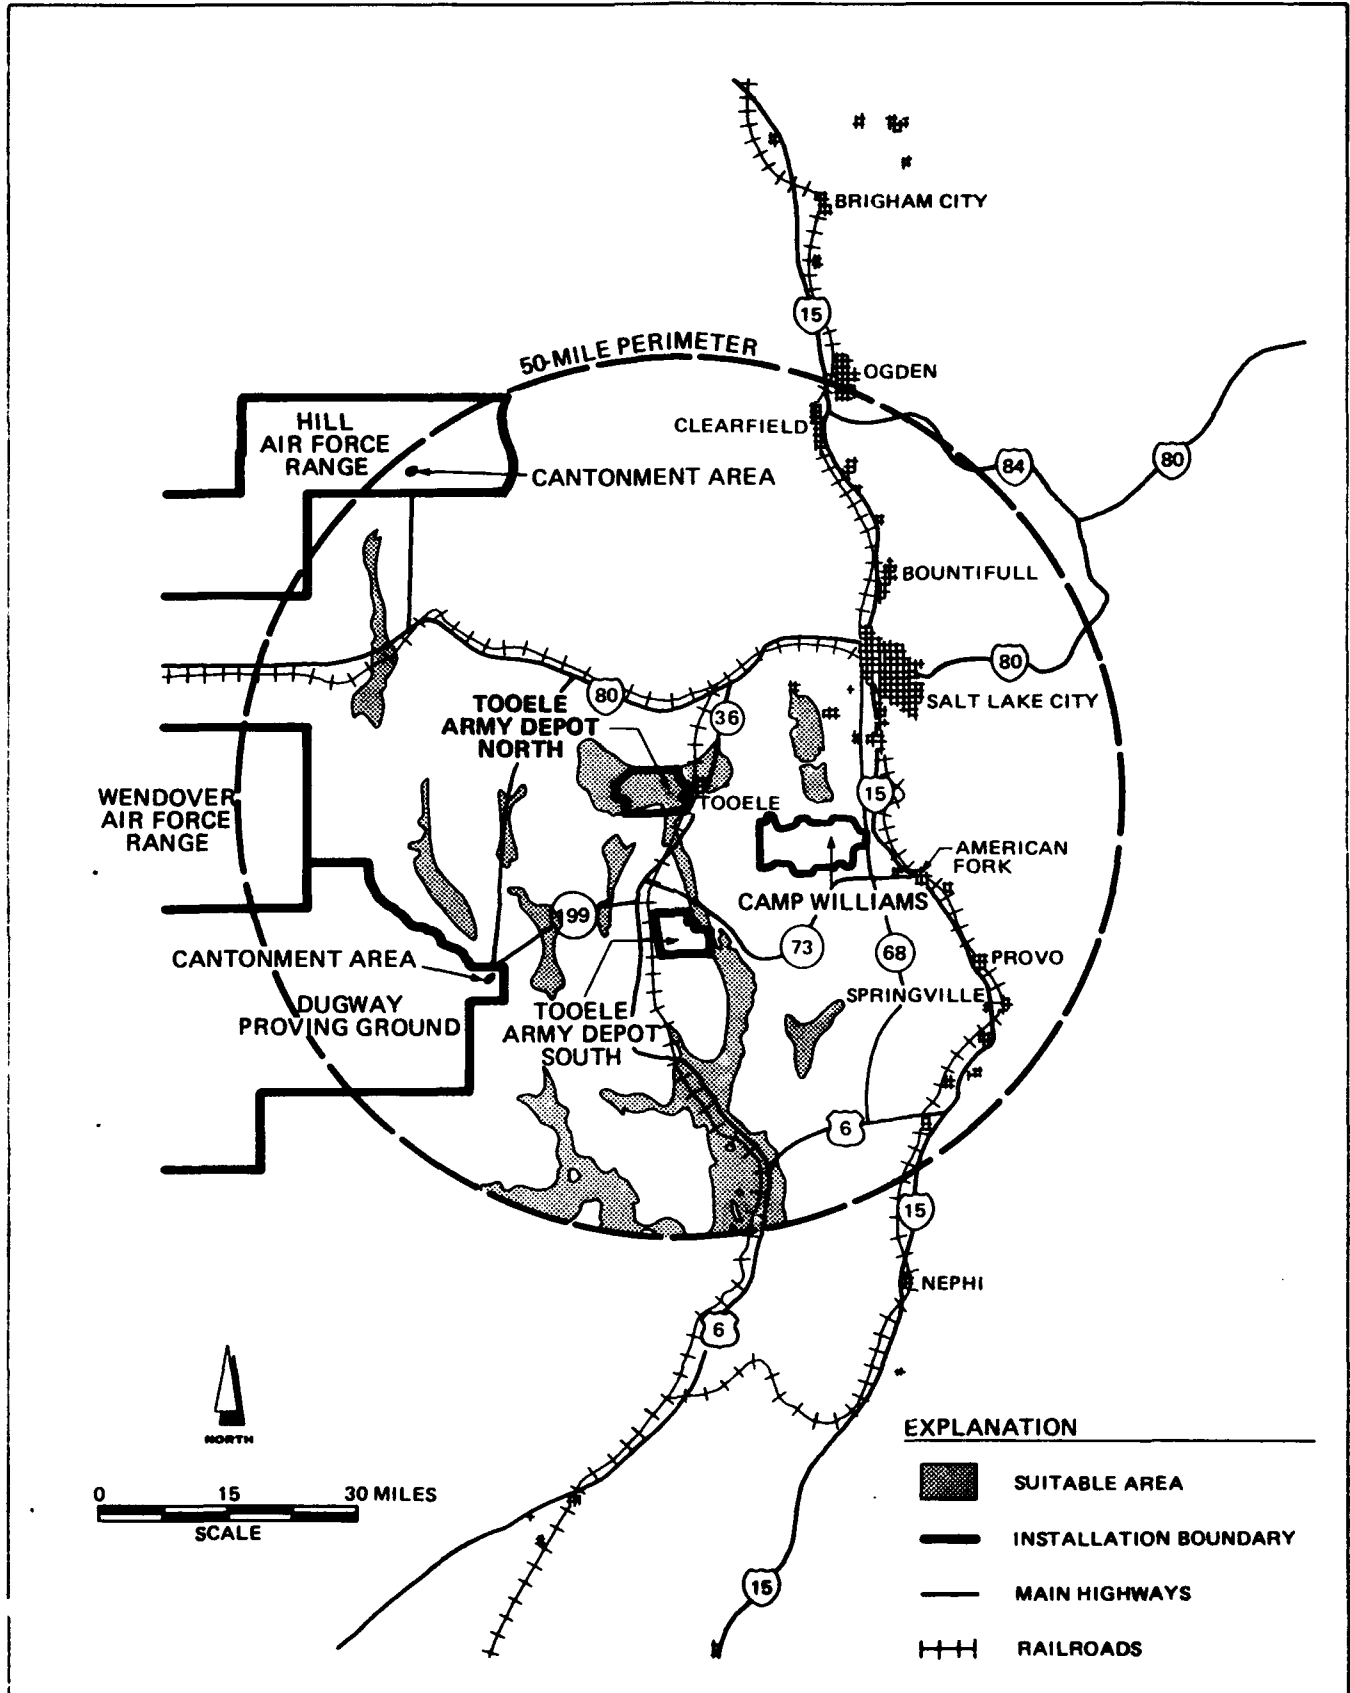 BRIGHAM CITY
15
50-MILE PERIMETER
OGDEN
CLEARFIELD
HILL
AIR FORCE
RANGE
CANTONMENT AREA
84
80
BOUNTIFULL
80
SALT LAKE CITY
80
36
TOOELE
ARMY DEPOT
NORTH
TOOELE
15
WENDOVER
AIR FORCE
RANGE
AMERICAN
FORK
CAMP WILLIAMS
199
73
68
PROVO
CANTONMENT AREA
SPRINGVILLE
DUGWAY
PROVING GROUND
TOOELE
ARMY DEPOT
SOUTH
6
15
NEPHI
6
NORTH
0 15 30 MILES
SCALE
15
EXPLANATION
SUITABLE AREA
INSTALLATION BOUNDARY
MAIN HIGHWAYS
RAILROADS